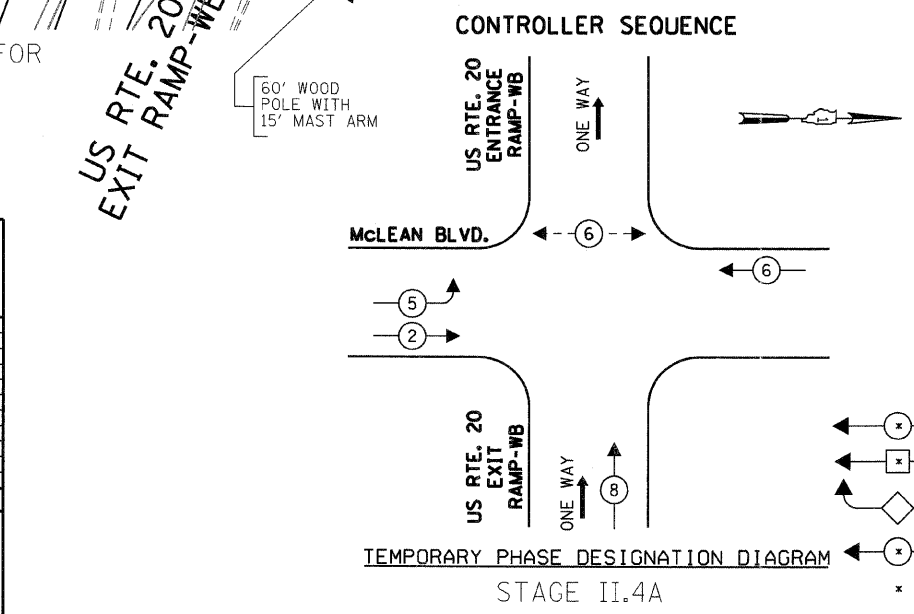 CONTROLLER SEQUENCE
FOR
US RTE. 20
EXIT RAMP-WB
60' WOOD
POLE WITH
15' MAST ARM
US RTE. 20
ENTRANCE
RAMP-WB
ONE WAY
McLEAN BLVD.
6
6
5
2
US RTE. 20
EXIT
RAMP-WB
ONE WAY
8
*
*
*
*
TEMPORARY PHASE DESIGNATION DIAGRAM
STAGE II.4A